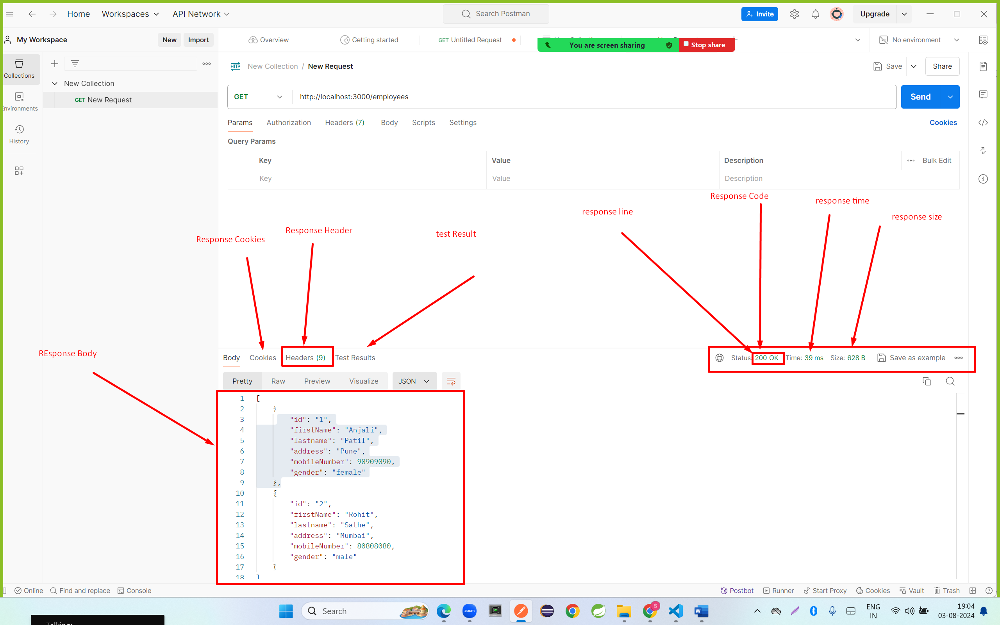 Home Workspaces API Network Search Postman Invite Upgrade
My Workspace New Import Overview Getting started GET Untitled Request No environment
You are screen sharing Stop share
Collections
New Collection / New Request Save Share
New Collection
GET New Request
GET http://localhost:3000/employees Send
nvironments
Params Authorization Headers (7) Body Scripts Settings Cookies
History
Query Params
Key Value Description Bulk Edit
Key Value Description
Response Code
response time
response line
response size
Response Header
test Result
Response Cookies
REsponse Body
Body Cookies Headers (9) Test Results Status: 200 OK Time: 39 ms Size: 628 B Save as example
Pretty Raw Preview Visualize JSON
1 [
2 {
3 "id": "1",
4 "firstName": "Anjali",
5 "lastname": "Patil",
6 "address": "Pune",
7 "mobileNumber": 90909090,
8 "gender": "female"
9 },
10 {
11 "id": "2",
12 "firstName": "Rohit",
13 "lastname": "Sathe",
14 "address": "Mumbai",
15 "mobileNumber": 80808080,
16 "gender": "male"
17 }
18 ]
Online Find and replace Console Postbot Runner Start Proxy Cookies Vault Trash
Search zoom S W ENG
IN
19:04
03-08-2024
Talking: